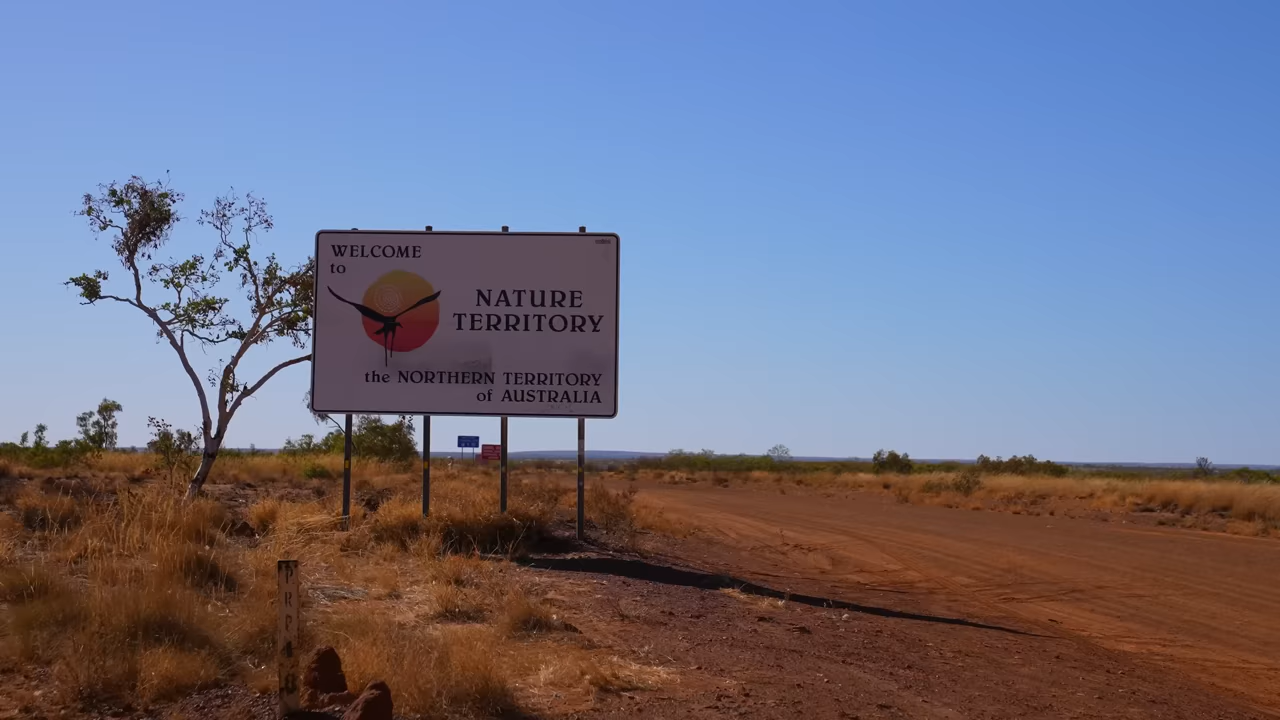 WELCOME
to
NATURE
TERRITORY
the NORTHERN TERRITORY
of AUSTRALIA